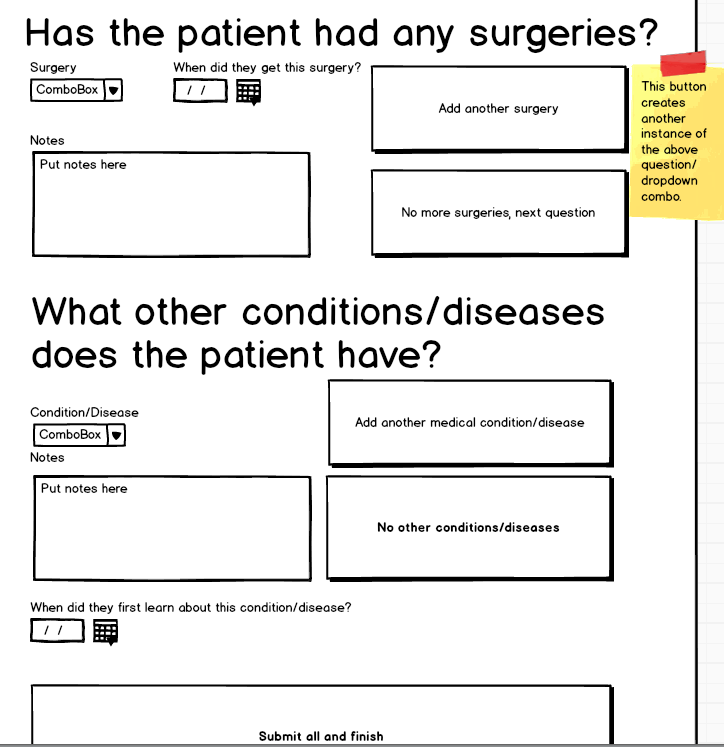 Has the patient had any surgeries?
Surgery
When did they get this surgery?
ComboBox
/ /
Add another surgery
This button
creates
another
instance of
the above
question/
dropdown
combo.
Notes
Put notes here
No more surgeries, next question
What other conditions/diseases
does the patient have?
Condition/Disease
ComboBox
Add another medical condition/disease
Notes
Put notes here
No other conditions/diseases
When did they first learn about this condition/disease?
/ /
Submit all and finish